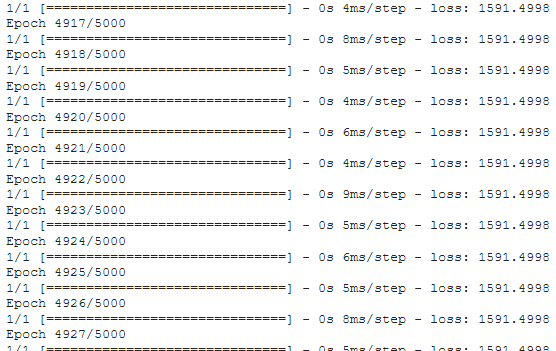 1/1 [==============================] - 0s 4ms/step - loss: 1591.4998
Epoch 4917/5000
1/1 [==============================] - 0s 8ms/step - loss: 1591.4998
Epoch 4918/5000
1/1 [==============================] - 0s 5ms/step - loss: 1591.4998
Epoch 4919/5000
1/1 [==============================] - 0s 4ms/step - loss: 1591.4998
Epoch 4920/5000
1/1 [==============================] - 0s 6ms/step - loss: 1591.4998
Epoch 4921/5000
1/1 [==============================] - 0s 4ms/step - loss: 1591.4998
Epoch 4922/5000
1/1 [==============================] - 0s 9ms/step - loss: 1591.4998
Epoch 4923/5000
1/1 [==============================] - 0s 5ms/step - loss: 1591.4998
Epoch 4924/5000
1/1 [==============================] - 0s 6ms/step - loss: 1591.4998
Epoch 4925/5000
1/1 [==============================] - 0s 5ms/step - loss: 1591.4998
Epoch 4926/5000
1/1 [==============================] - 0s 8ms/step - loss: 1591.4998
Epoch 4927/5000
1/1 [==============================] - 0s 5ms/step - loss: 1591.4998